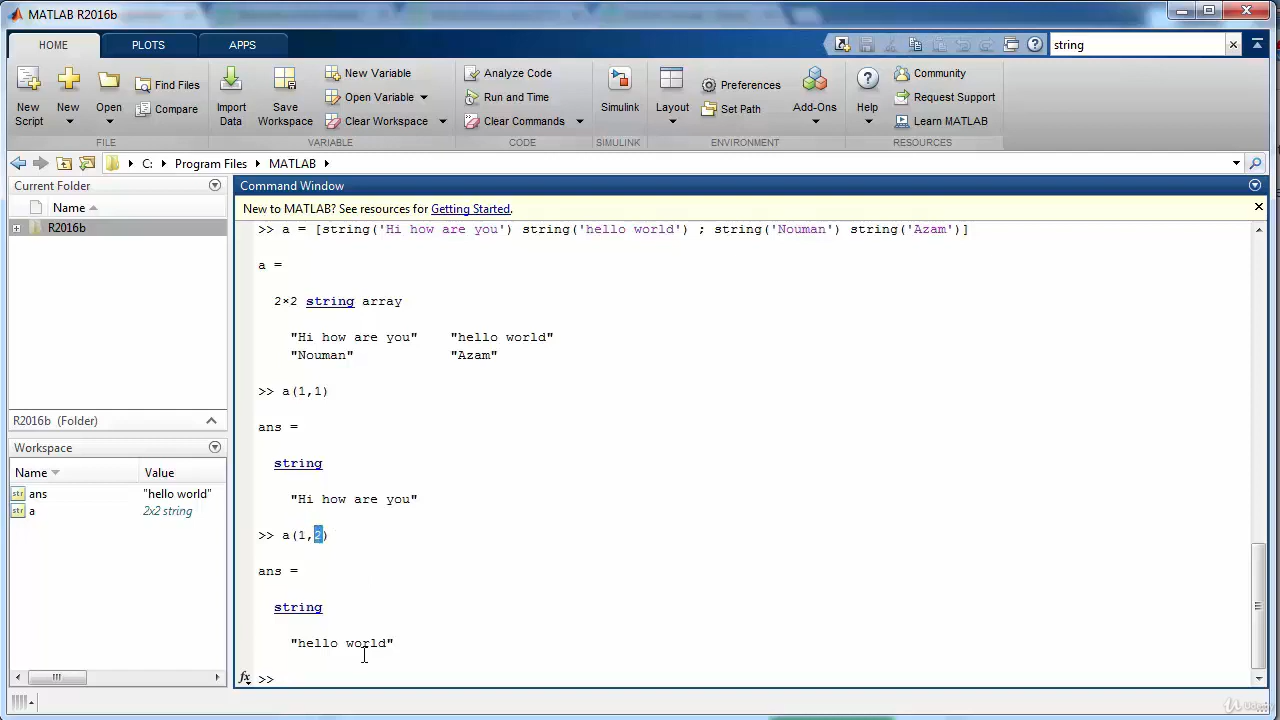 MATLAB R2016b
HOME PLOTS APPS string
New Script
New
Open
Find Files
Compare
Import Data
Save Workspace
New Variable
Open Variable
Clear Workspace
Analyze Code
Run and Time
Clear Commands
Simulink
Layout
Preferences
Set Path
Add-Ons
Help
Community
Request Support
Learn MATLAB
FILE VARIABLE CODE SIMULINK ENVIRONMENT RESOURCES
C: Program Files MATLAB
Current Folder
Name
R2016b
R2016b (Folder)
Workspace
Name Value
ans "hello world"
a 2x2 string
Command Window
New to MATLAB? See resources for Getting Started.
>> a = [string('Hi how are you') string('hello world') ; string('Nouman') string('Azam')]
a =
2×2 string array
"Hi how are you" "hello world"
"Nouman" "Azam"
>> a(1,1)
ans =
string
"Hi how are you"
>> a(1,2)
ans =
string
"hello world"
fx >>
Udemy